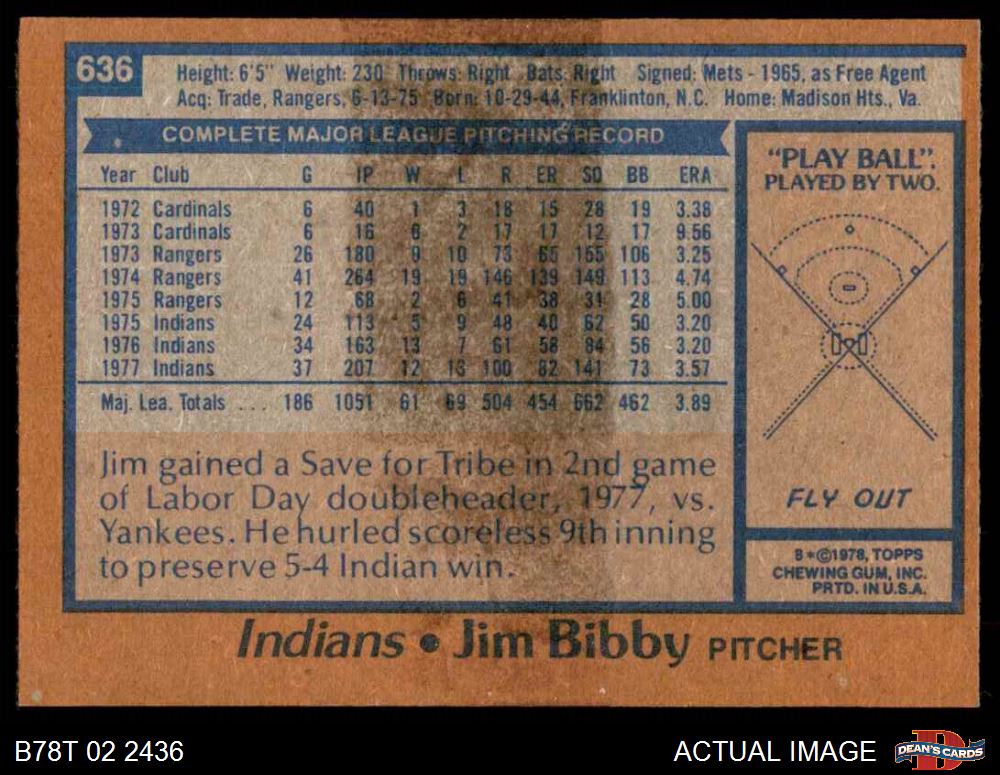 636
Height: 6'5" Weight: 230 Throws: Right Bats: Right Signed: Mets - 1965, as Free Agent
Acq: Trade, Rangers, 6-13-75 Born: 10-29-44, Franklinton, N.C. Home: Madison Hts., Va.
COMPLETE MAJOR LEAGUE PITCHING RECORD
Year Club G IP W L R ER SO BB ERA
1972 Cardinals 6 40 1 3 18 15 28 19 3.38
1973 Cardinals 6 16 0 2 17 17 12 17 9.56
1973 Rangers 26 180 9 10 73 65 155 106 3.25
1974 Rangers 41 264 19 19 146 139 149 113 4.74
1975 Rangers 12 68 2 6 41 38 31 28 5.00
1975 Indians 24 113 5 9 48 40 62 50 3.20
1976 Indians 34 163 13 7 61 58 84 56 3.20
1977 Indians 37 207 12 13 100 82 141 73 3.57
Maj. Lea. Totals ... 186 1051 61 69 504 454 662 462 3.89
Jim gained a Save for Tribe in 2nd game
of Labor Day doubleheader, 1977, vs.
Yankees. He hurled scoreless 9th inning
to preserve 5-4 Indian win.
"PLAY BALL".
PLAYED BY TWO.
FLY OUT
8*©1978, TOPPS
CHEWING GUM, INC.
PRTD. IN U.S.A.
Indians • Jim Bibby PITCHER
B78T 02 2436
ACTUAL IMAGE
D
DEAN'S CARDS